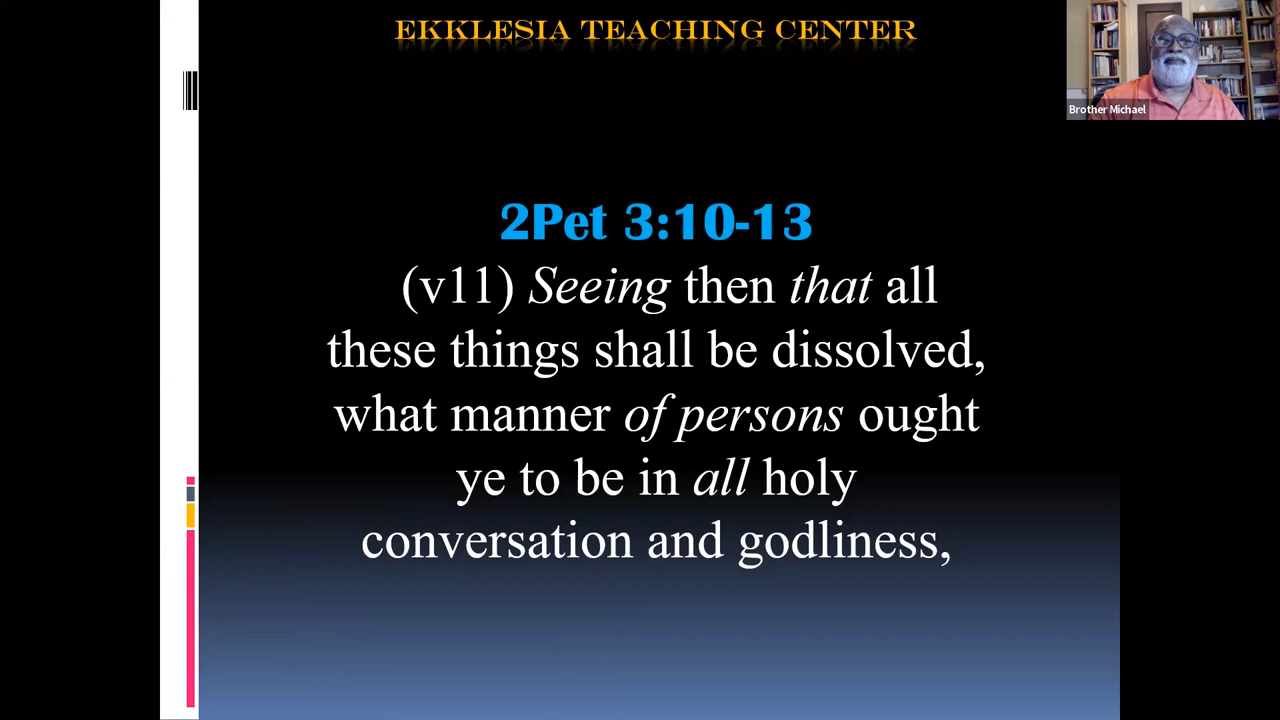 EKKLESIA TEACHING CENTER
Brother Michael
2Pet 3:10-13
(v11) Seeing then that all
these things shall be dissolved,
what manner of persons ought
ye to be in all holy
conversation and godliness,